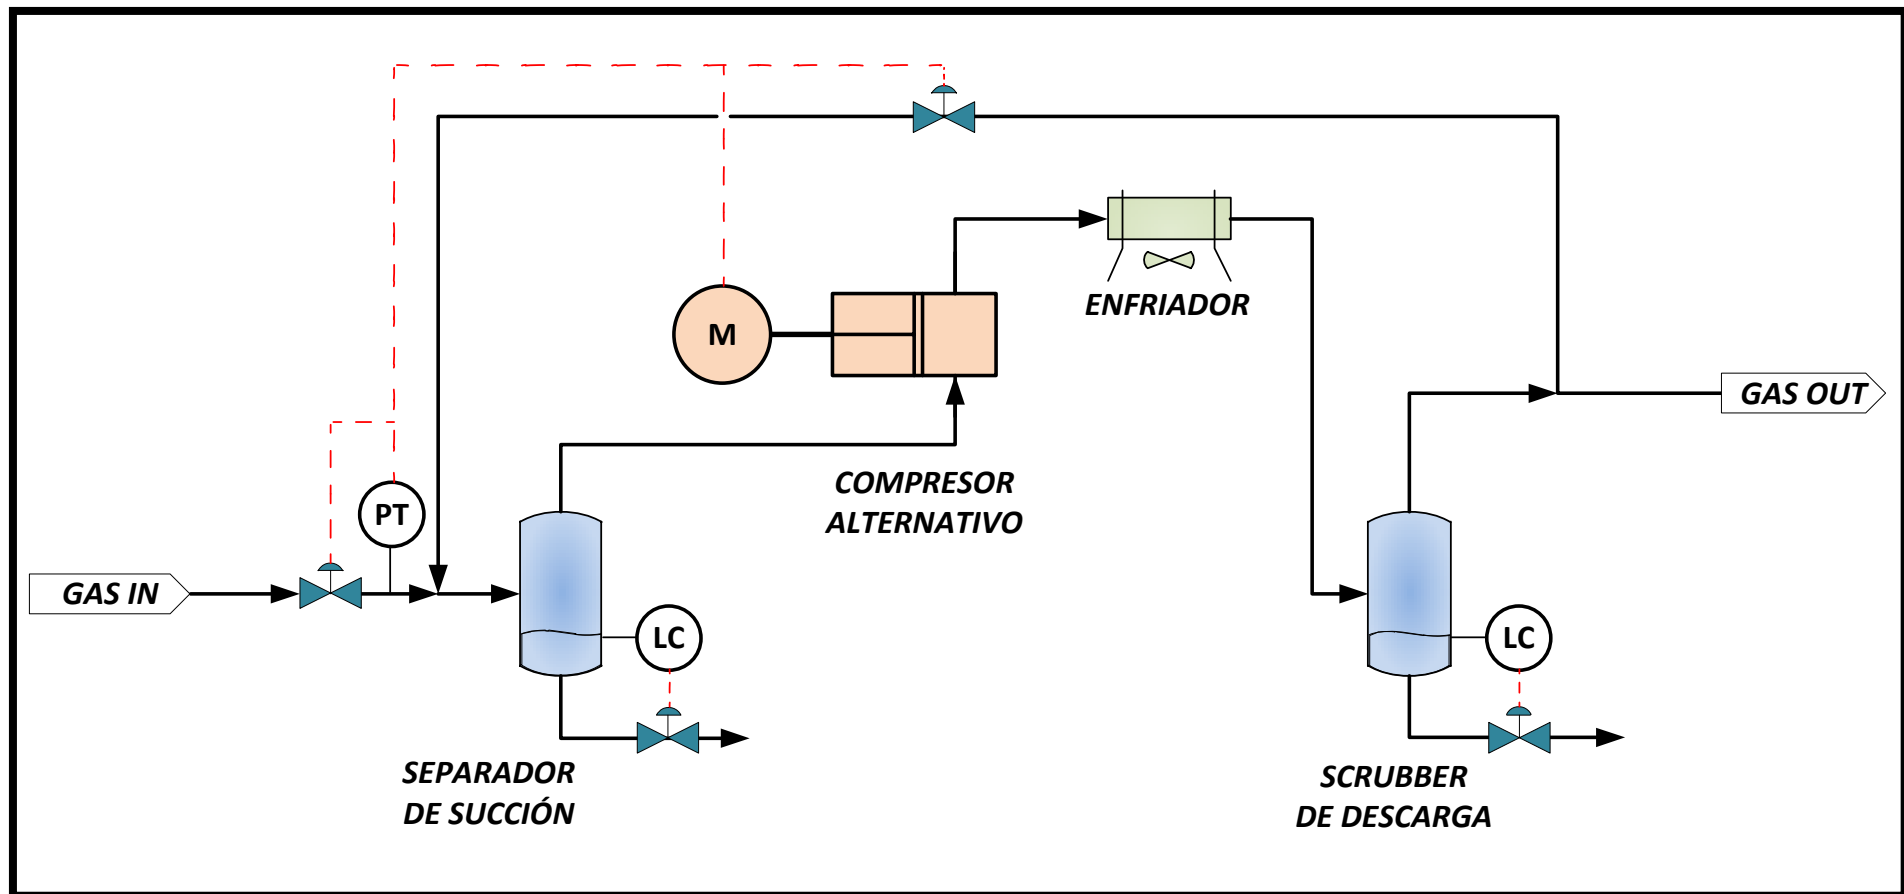 M
ENFRIADOR
GAS OUT
COMPRESOR
ALTERNATIVO
PT
GAS IN
LC
LC
SEPARADOR
DE SUCCIÓN
SCRUBBER
DE DESCARGA